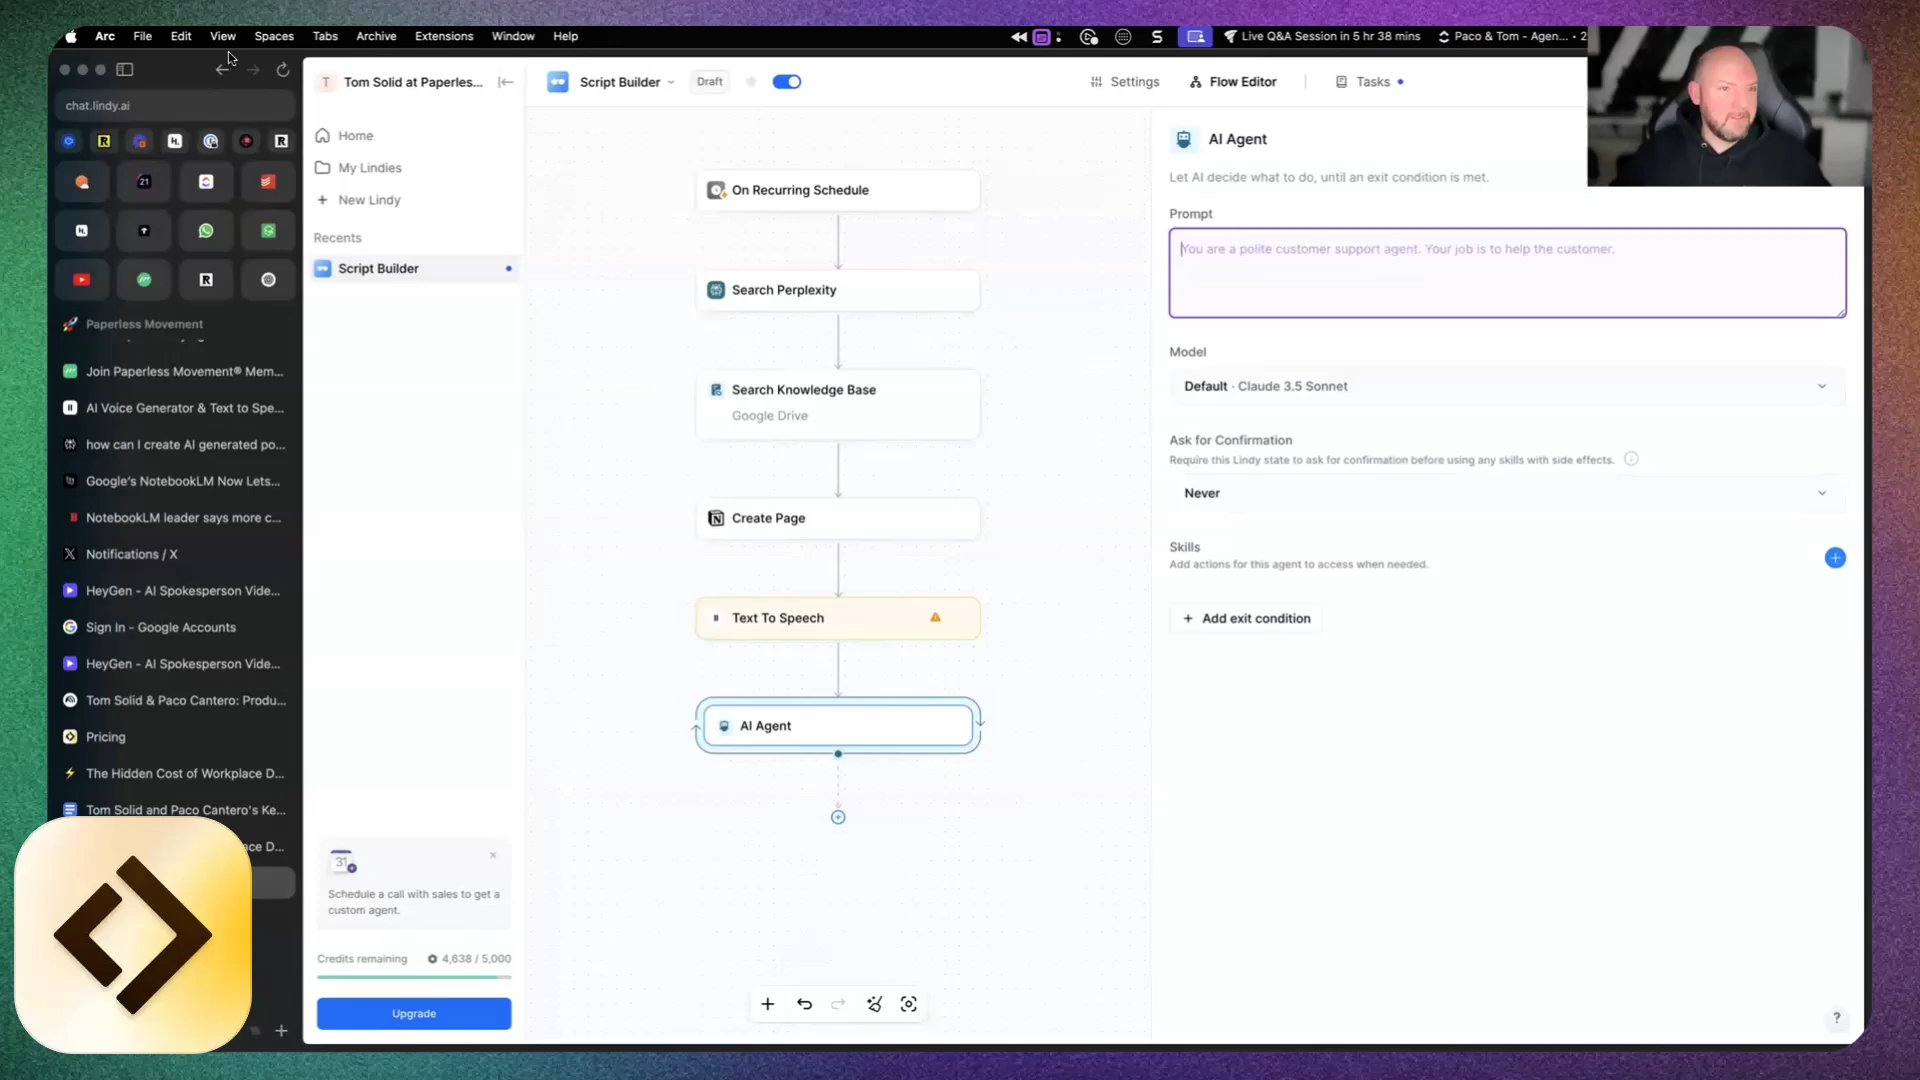 Arc File Edit View Spaces Tabs Archive Extensions Window Help
Live Q&A Session in 5 hr 38 mins
Paco & Tom - Agen... • 2
chat.lindy.ai
21
Paperless Movement
Join Paperless Movement® Mem...
AI Voice Generator & Text to Spe...
how can I create AI generated po...
Google's NotebookLM Now Lets...
NotebookLM leader says more c...
Notifications / X
HeyGen - AI Spokesperson Vide...
Sign In - Google Accounts
HeyGen - AI Spokesperson Vide...
Tom Solid & Paco Cantero: Produ...
Pricing
The Hidden Cost of Workplace D...
Tom Solid and Paco Cantero's Ke...
ace D...
T Tom Solid at Paperles...
Home
My Lindies
New Lindy
Recents
Script Builder
31
Schedule a call with sales to get a
custom agent.
Credits remaining 4,638 / 5,000
Upgrade
Script Builder Draft
Settings Flow Editor Tasks
On Recurring Schedule
Search Perplexity
Search Knowledge Base
Google Drive
Create Page
Text To Speech
AI Agent
AI Agent
Let AI decide what to do, until an exit condition is met.
Prompt
You are a polite customer support agent. Your job is to help the customer.
Model
Default · Claude 3.5 Sonnet
Ask for Confirmation
Require this Lindy state to ask for confirmation before using any skills with side effects.
Never
Skills
Add actions for this agent to access when needed.
+ Add exit condition
?